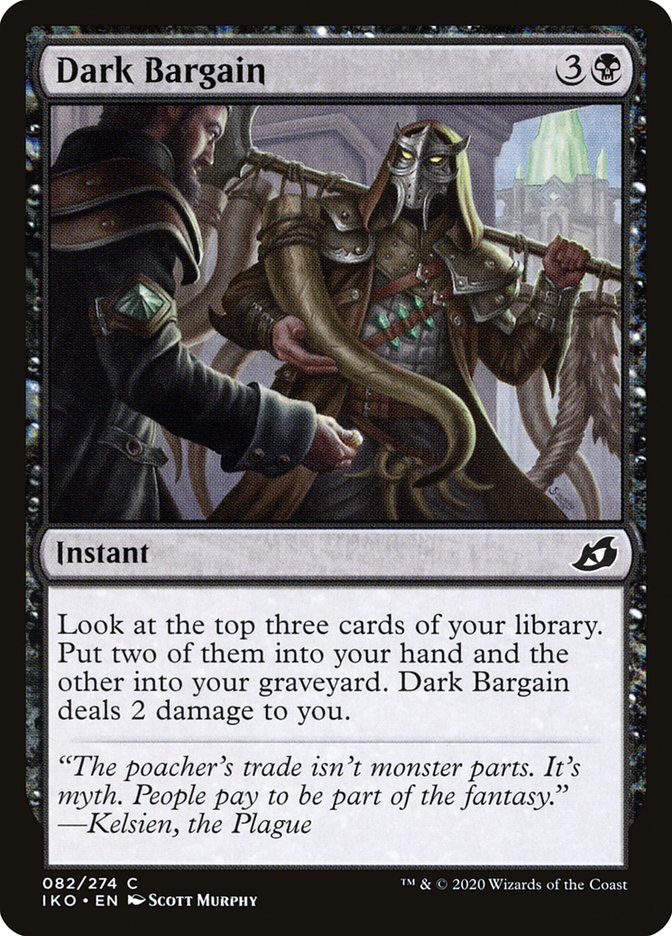 Dark Bargain 3
Instant
Look at the top three cards of your library.
Put two of them into your hand and the
other into your graveyard. Dark Bargain
deals 2 damage to you.
“The poacher’s trade isn’t monster parts. It’s
myth. People pay to be part of the fantasy.”
—Kelsien, the Plague
082/274 C
™ & © 2020 Wizards of the Coast
IKO • EN Scott Murphy